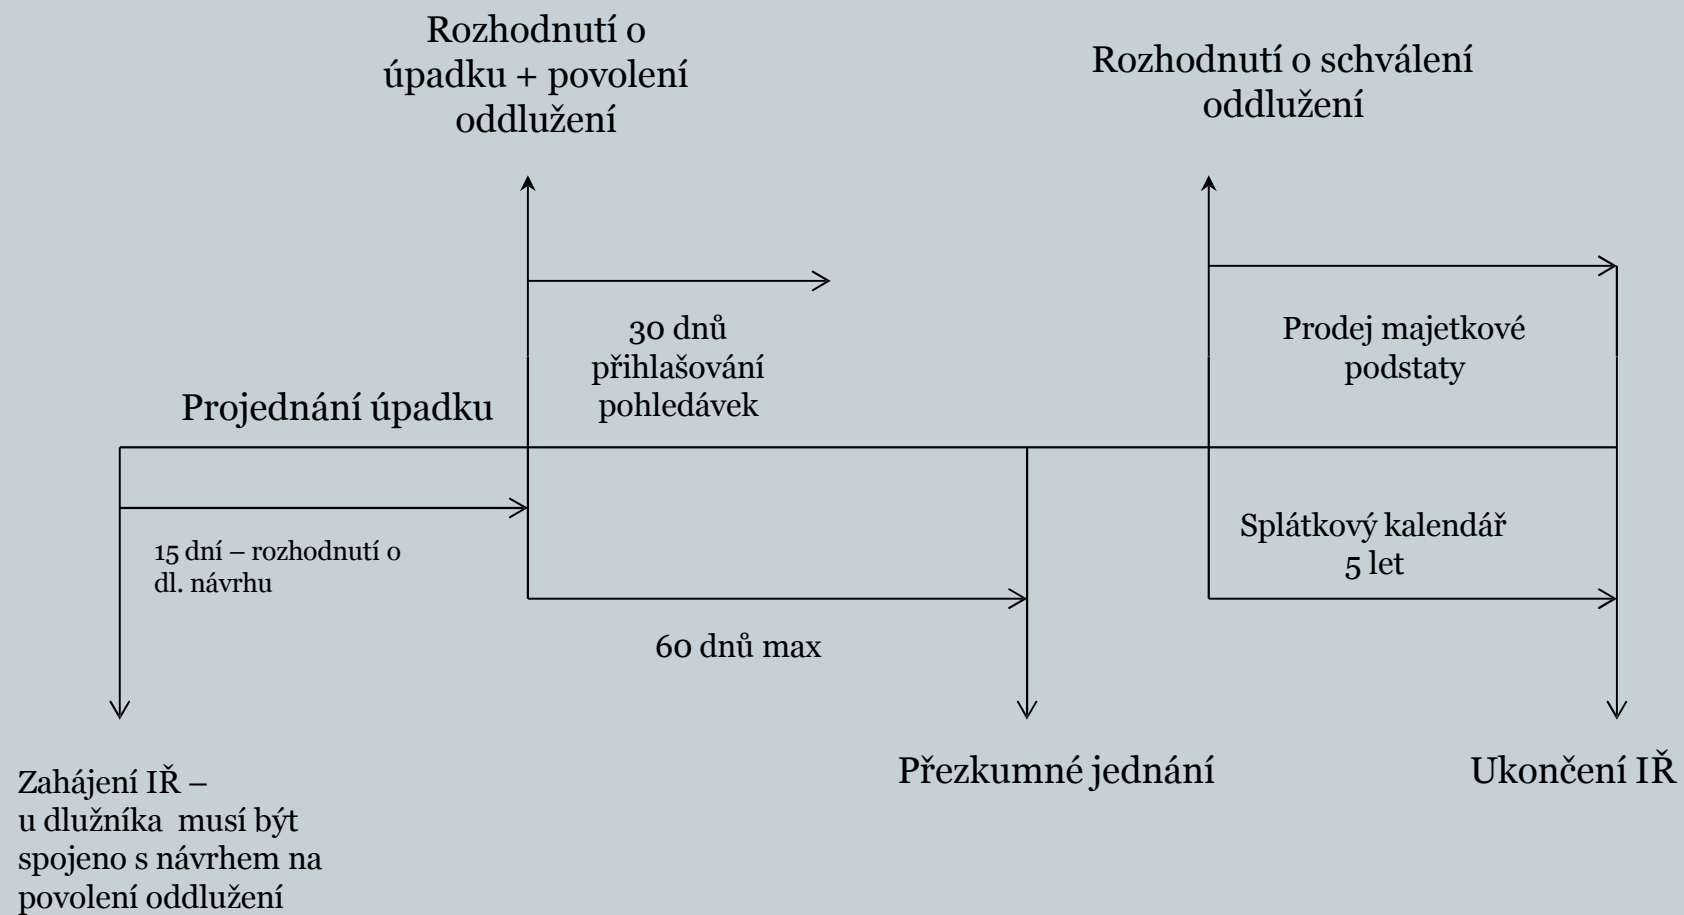 Rozhodnutí o
úpadku + povolení
oddlužení
Rozhodnutí o schválení
oddlužení
30 dnů
přihlašování
pohledávek
Prodej majetkové
podstaty
Projednání úpadku
15 dní – rozhodnutí o
dl. návrhu
Splátkový kalendář
5 let
60 dnů max
Zahájení IŘ –
u dlužníka musí být
spojeno s návrhem na
povolení oddlužení
Přezkumné jednání
Ukončení IŘ